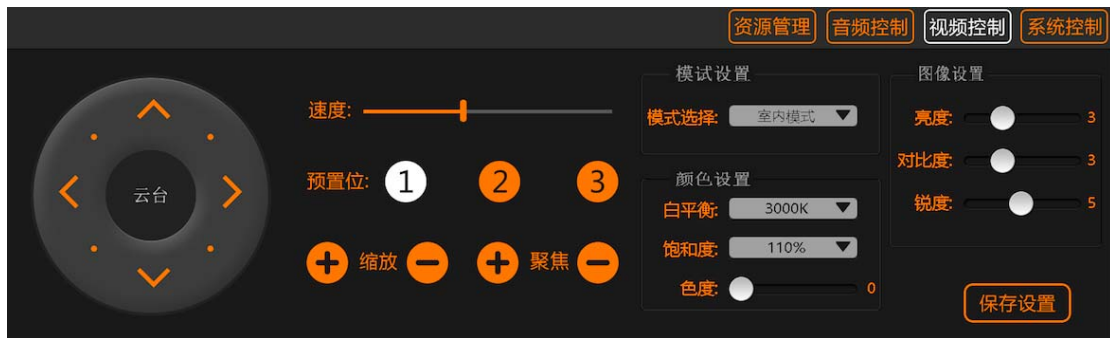 资源管理 音频控制 视频控制 系统控制
模试设置
图像设置
速度:
模式选择: 室内模式
亮度: 3
对比度: 3
预置位: 1 2 3
云台
颜色设置
白平衡: 3000K
锐度: 5
缩放 聚焦
饱和度: 110%
色度: 0
保存设置